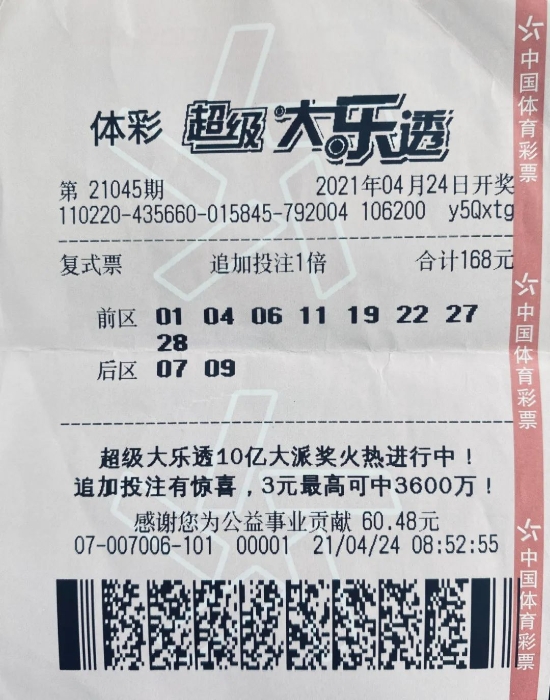 体彩 超级大乐透
第 21045期 2021年04月24日开奖
110220-435660-015845-792004 106200 y5Qxtg
复式票 追加投注1倍 合计168元
前区 01 04 06 11 19 22 27
28
后区 07 09
超级大乐透10亿大派奖火热进行中！
追加投注有惊喜，3元最高可中3600万！
感谢您为公益事业贡献 60.48元
07-007006-101 00001 21/04/24 08:52:55
中国体育彩票
中国体育彩票
中国体育彩票